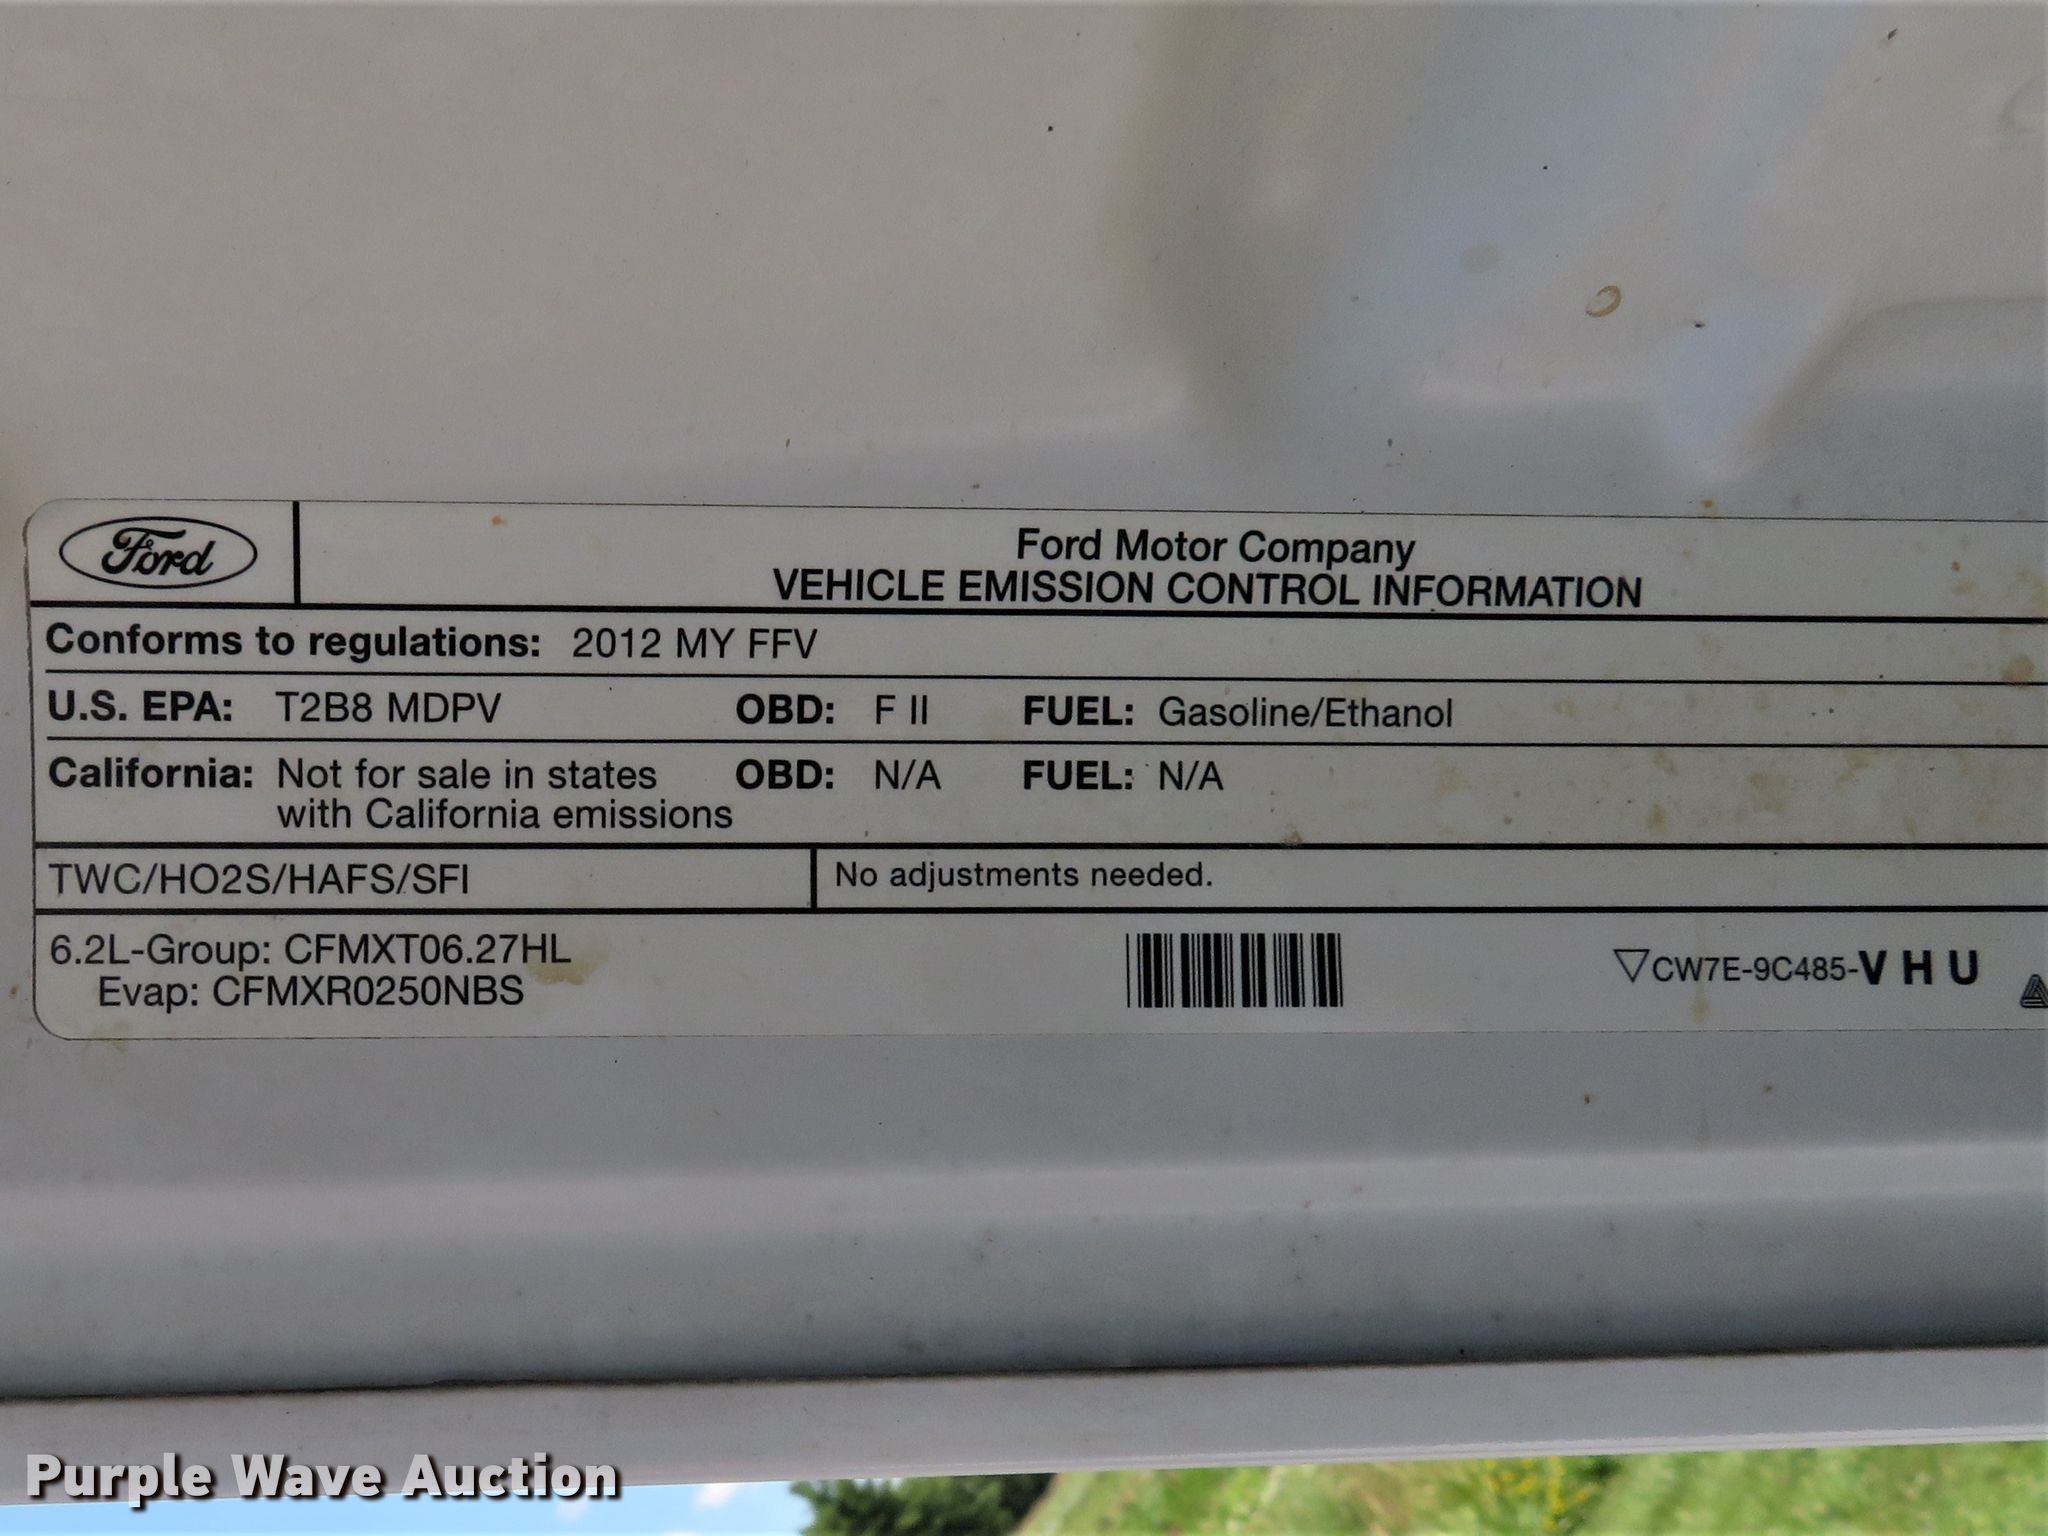 Ford
Ford Motor Company
VEHICLE EMISSION CONTROL INFORMATION
Conforms to regulations: 2012 MY FFV
U.S. EPA: T2B8 MDPV OBD: F II FUEL: Gasoline/Ethanol
California: Not for sale in states OBD: N/A FUEL: N/A
with California emissions
TWC/HO2S/HAFS/SFI No adjustments needed.
6.2L-Group: CFMXT06.27HL
Evap: CFMXR0250NBS
CW7E-9C485-V H U
Purple Wave Auction